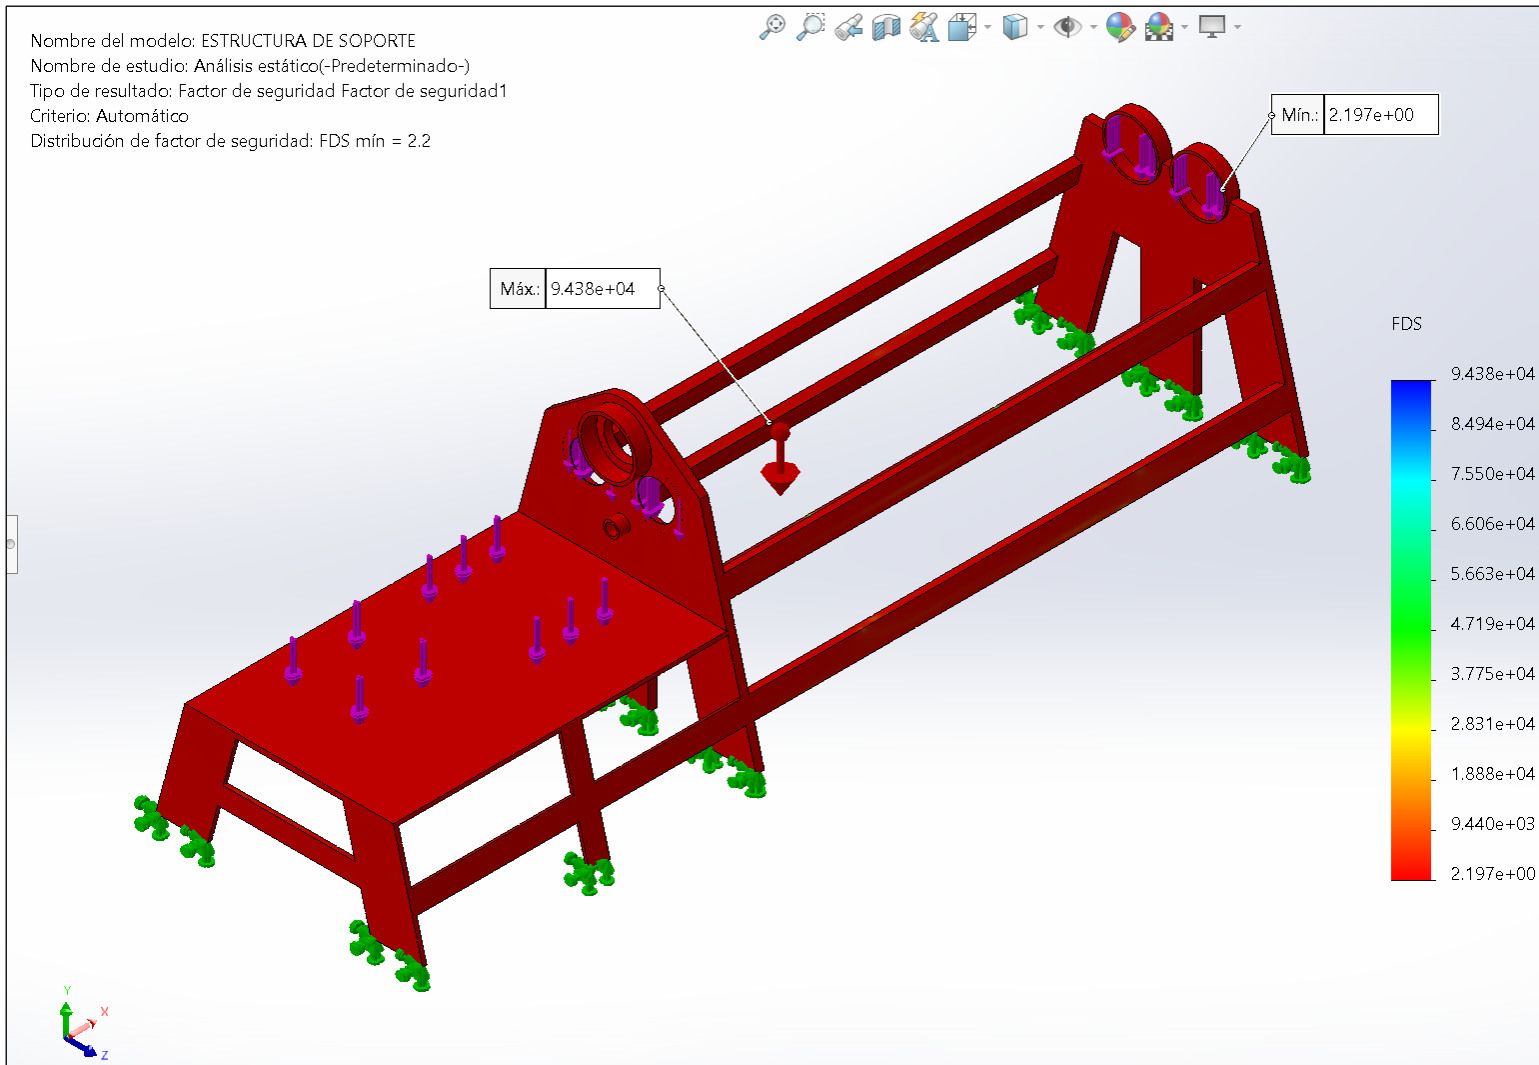 Nombre del modelo: ESTRUCTURA DE SOPORTE
Nombre de estudio: Análisis estático(-Predeterminado-)
Tipo de resultado: Factor de seguridad Factor de seguridad1
Criterio: Automático
Distribución de factor de seguridad: FDS mín = 2.2
Mín.: 2.197e+00
Máx.: 9.438e+04
FDS
9.438e+04
8.494e+04
7.550e+04
6.606e+04
5.663e+04
4.719e+04
3.775e+04
2.831e+04
1.888e+04
9.440e+03
2.197e+00
Y
X
Z